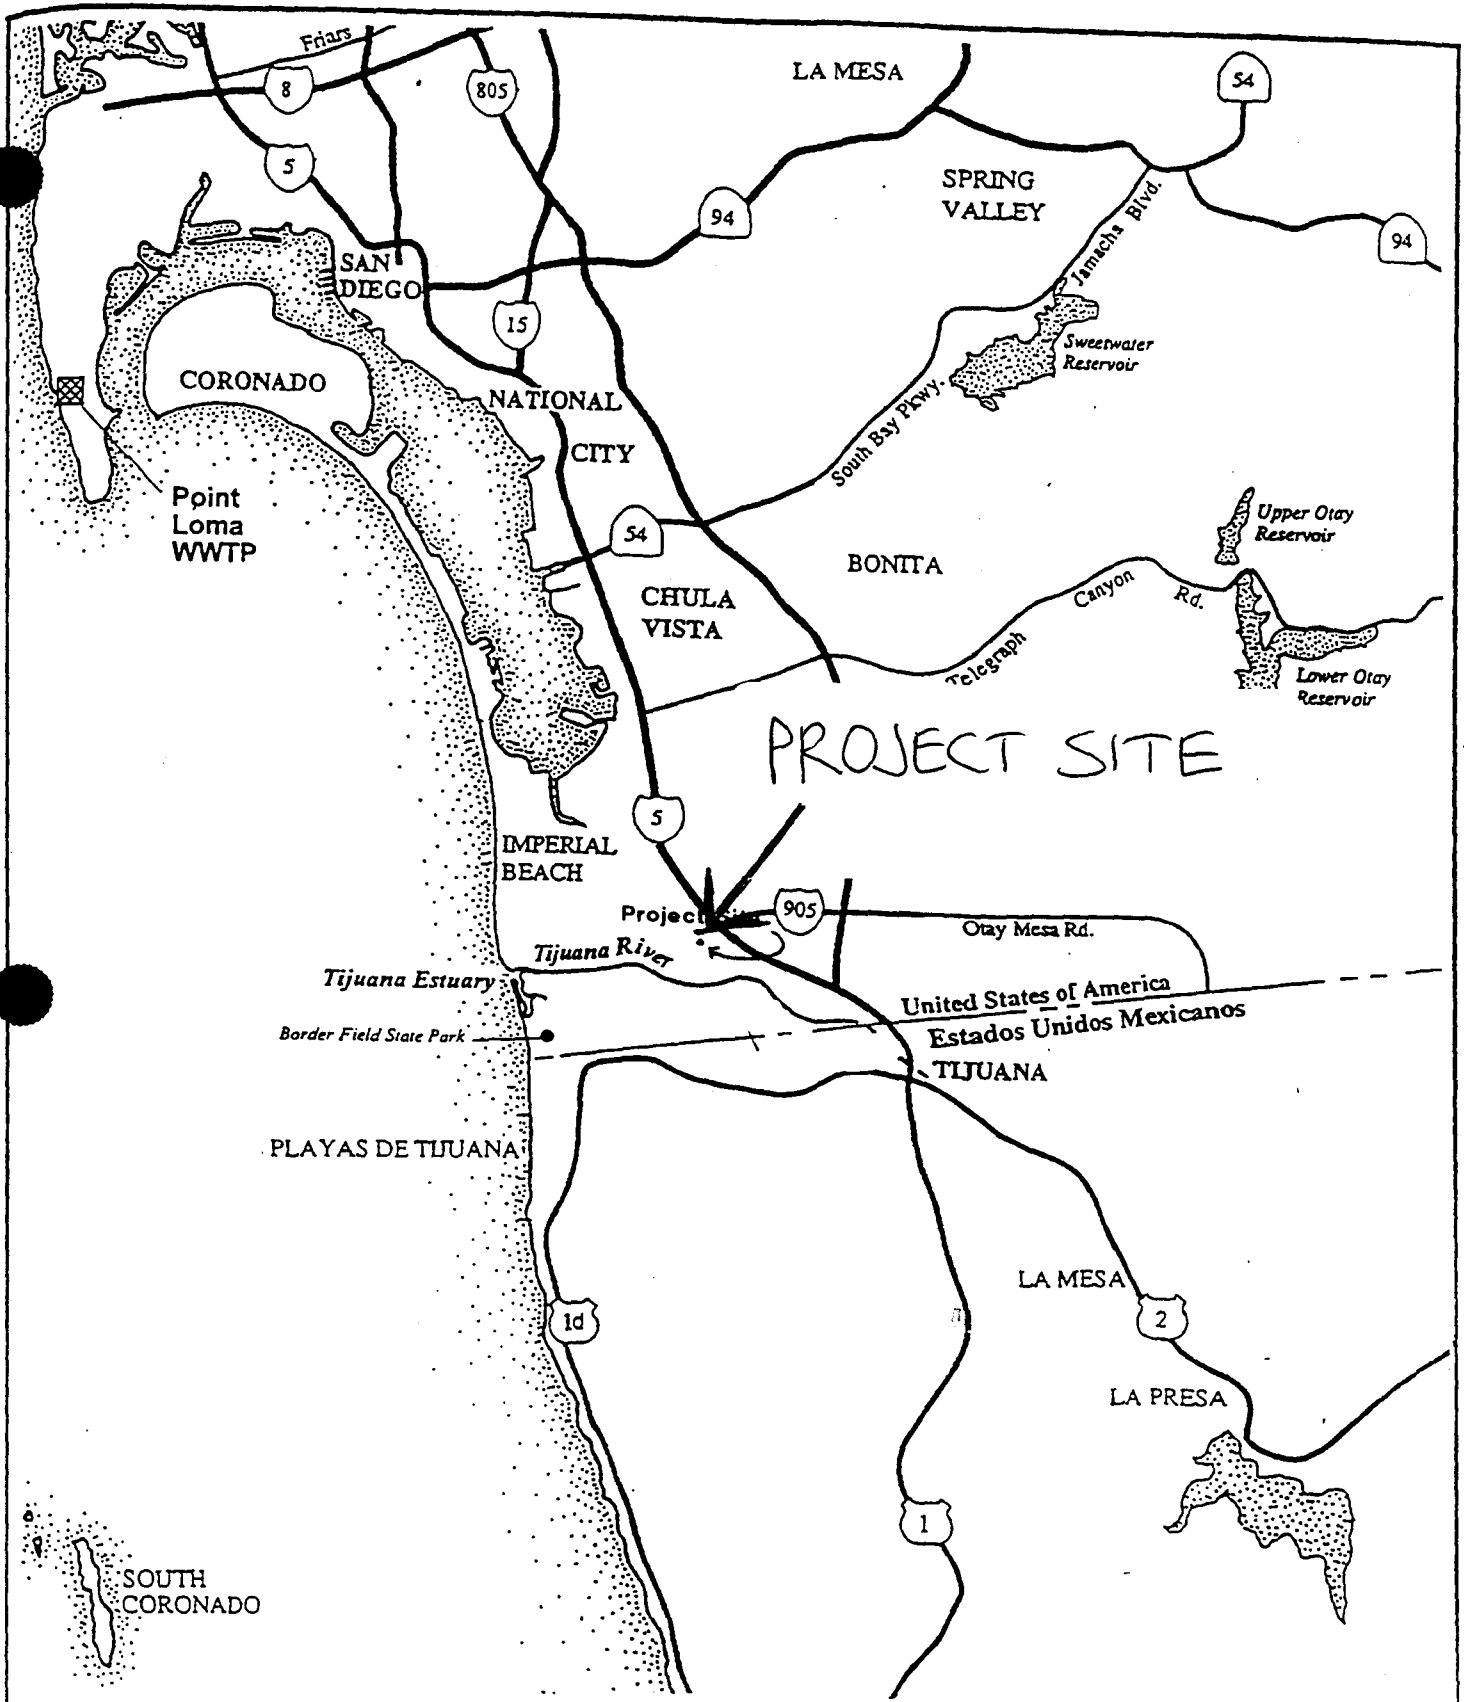 Friars
8
805
LA MESA
54
5
SPRING
VALLEY
94
Jamacha Blvd.
94
SAN
DIEGO
15
Sweetwater
Reservoir
CORONADO
NATIONAL
CITY
South Bay Pkwy.
Point
Loma
WWTP
54
Upper Otay
Reservoir
BONITA
CHULA
VISTA
Telegraph
Canyon
Rd.
Lower Otay
Reservoir
PROJECT SITE
5
IMPERIAL
BEACH
Project Site
905
Otay Mesa Rd.
Tijuana River
Tijuana Estuary
United States of America
Estados Unidos Mexicanos
Border Field State Park
TIJUANA
PLAYAS DE TIJUANA
LA MESA
1d
2
LA PRESA
1
SOUTH
CORONADO